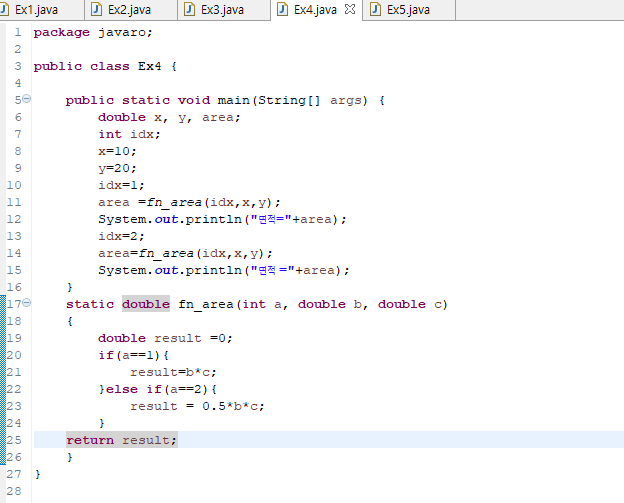 Ex1.java Ex2.java Ex3.java Ex4.java Ex5.java
1 package javaro;
2
3 public class Ex4 {
4
5 public static void main(String[] args) {
6 double x, y, area;
7 int idx;
8 x=10;
9 y=20;
10 idx=1;
11 area =fn_area(idx,x,y);
12 System.out.println("면적="+area);
13 idx=2;
14 area=fn_area(idx,x,y);
15 System.out.println("면적="+area);
16 }
17 static double fn_area(int a, double b, double c)
18 {
19 double result =0;
20 if(a==1){
21 result=b*c;
22 }else if(a==2){
23 result = 0.5*b*c;
24 }
25 return result;
26 }
27 }
28